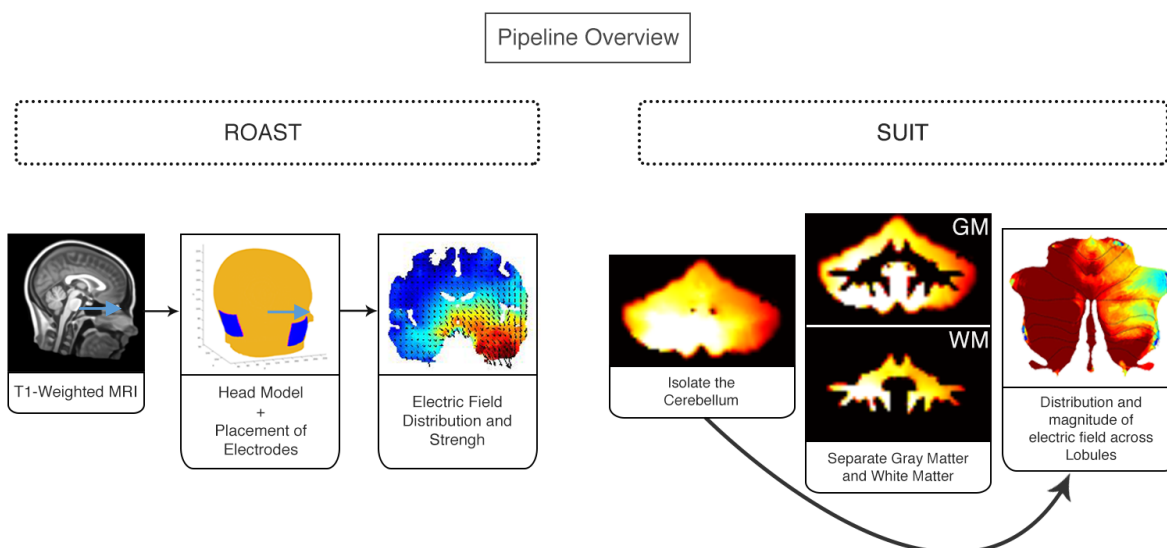 Pipeline Overview
ROAST
SUIT
T1-Weighted MRI
Head Model
+
Placement of
Electrodes
Electric Field
Distribution and
Strengh
Isolate the
Cerebellum
GM
WM
Separate Gray Matter
and White Matter
Distribution and
magnitude of
electric field across
Lobules